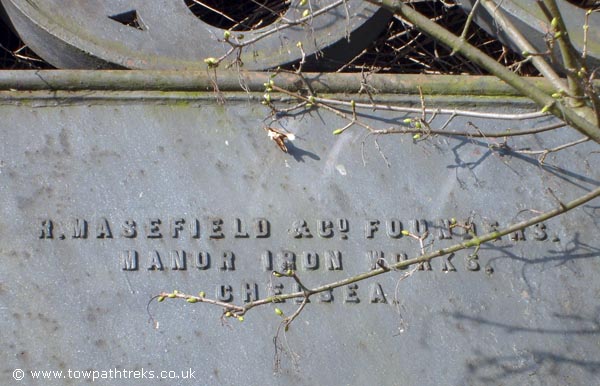 R. MASEFIELD & CO FOUNDERS.
MANOR IRON WORKS.
CHELSEA
© www.towpathtreks.co.uk